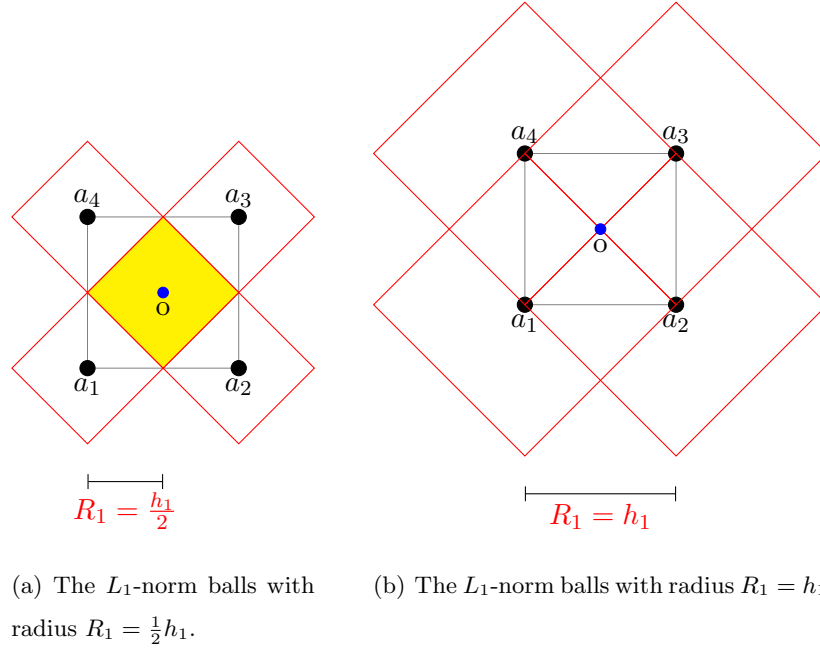 a₄ a₃
a₄ a₃
o
o
a₁ a₂
a₁ a₂
R₁ = h₁/2
R₁ = h₁
(a) The L₁-norm balls with
radius R₁ = ½h₁.
(b) The L₁-norm balls with radius R₁ = h₁